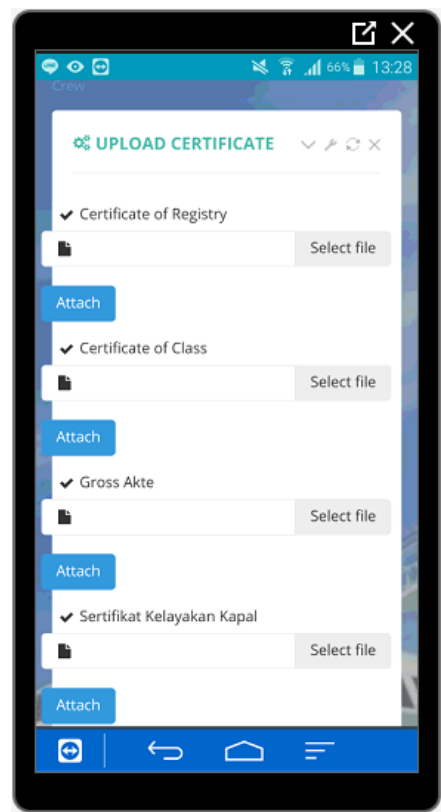 66% 13:28
Crew
UPLOAD CERTIFICATE
Certificate of Registry
Select file
Attach
Certificate of Class
Select file
Attach
Gross Akte
Select file
Attach
Sertifikat Kelayakan Kapal
Select file
Attach